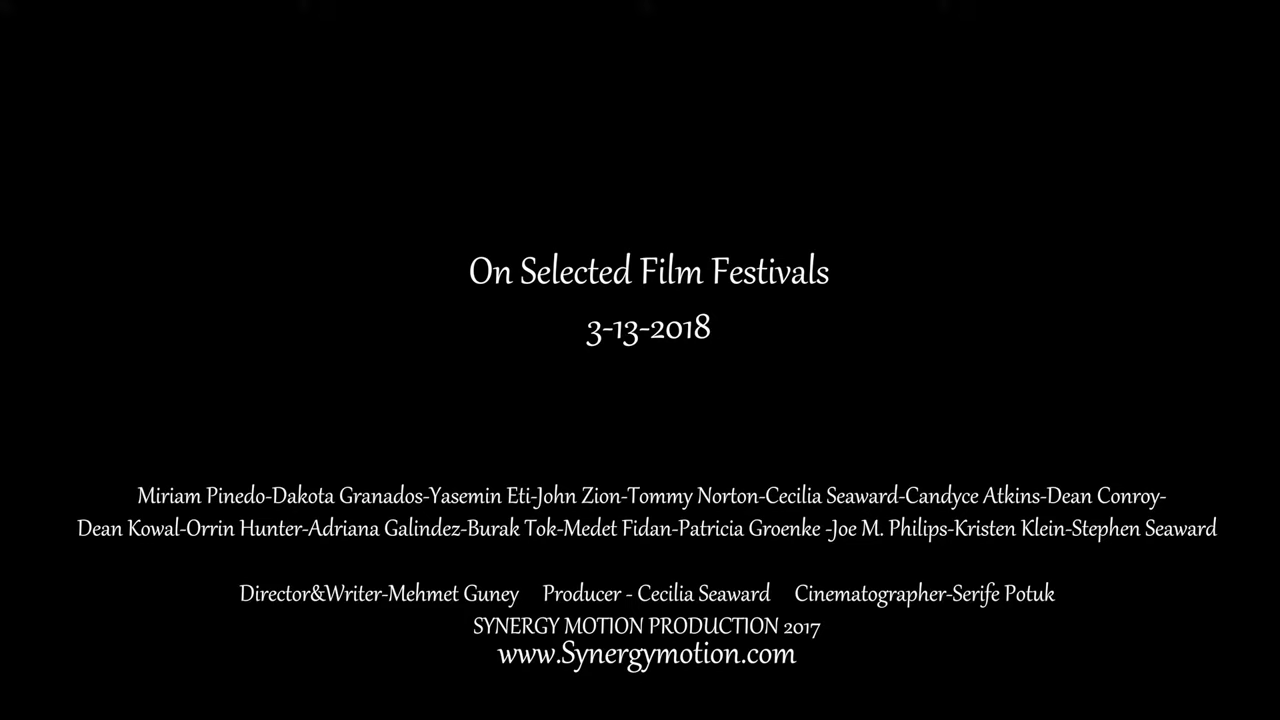 On Selected Film Festivals
3-13-2018
Miriam Pinedo-Dakota Granados-Yasemin Eti-John Zion-Tommy Norton-Cecilia Seaward-Candyce Atkins-Dean Conroy-
Dean Kowal-Orrin Hunter-Adriana Galindez-Burak Tok-Medet Fidan-Patricia Groenke -Joe M. Philips-Kristen Klein-Stephen Seaward
Director&Writer-Mehmet Guney Producer - Cecilia Seaward Cinematographer-Serife Potuk
SYNERGY MOTION PRODUCTION 2017
www.Synergymotion.com